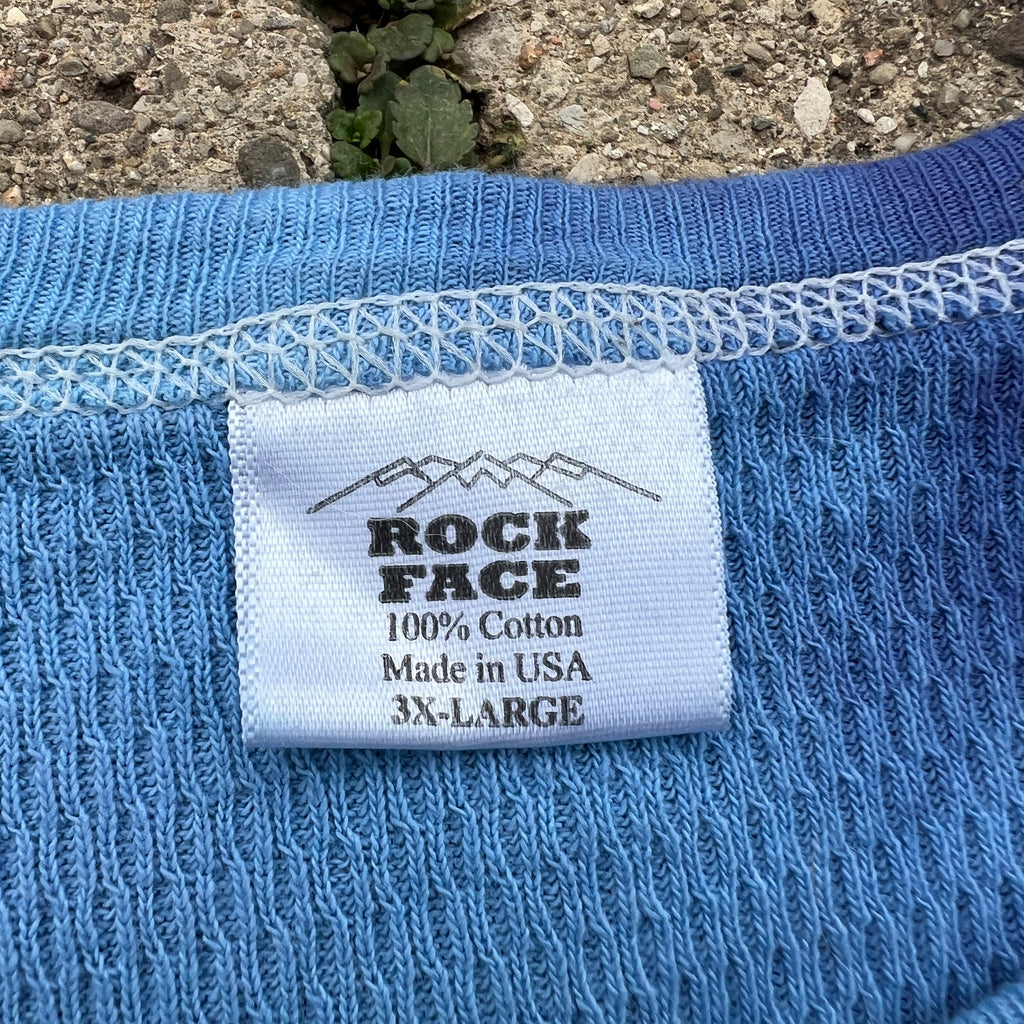 ROCK
FACE
100% Cotton
Made in USA
3X-LARGE